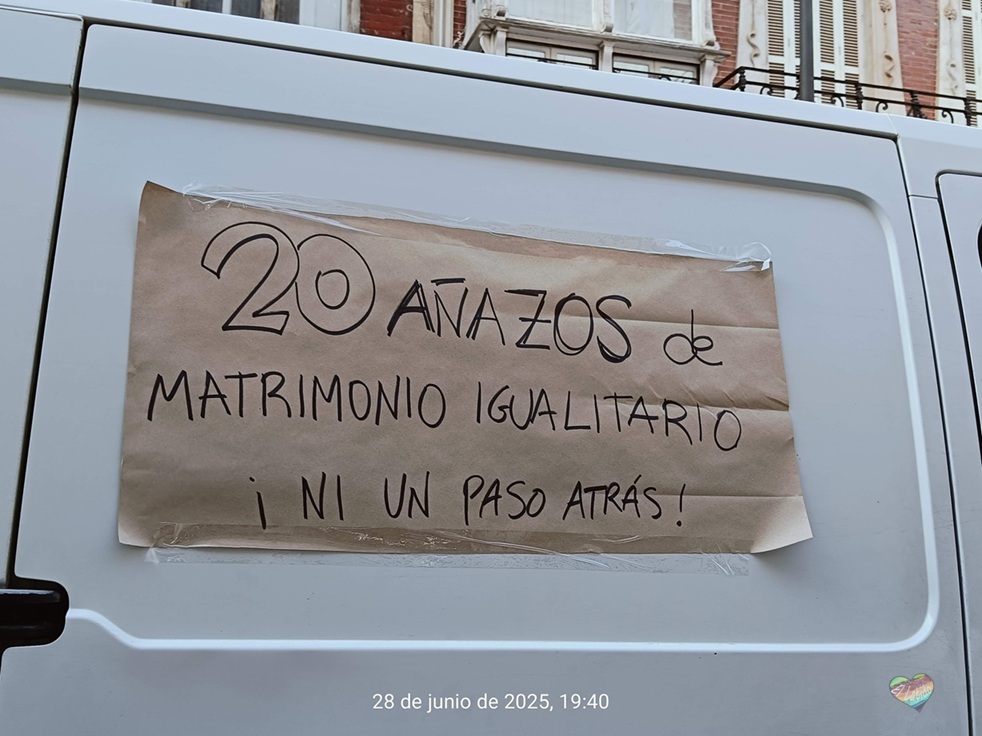 20 AÑAZOS de
MATRIMONIO IGUALITARIO
¡NI UN PASO ATRÁS!
28 de junio de 2025, 19:40